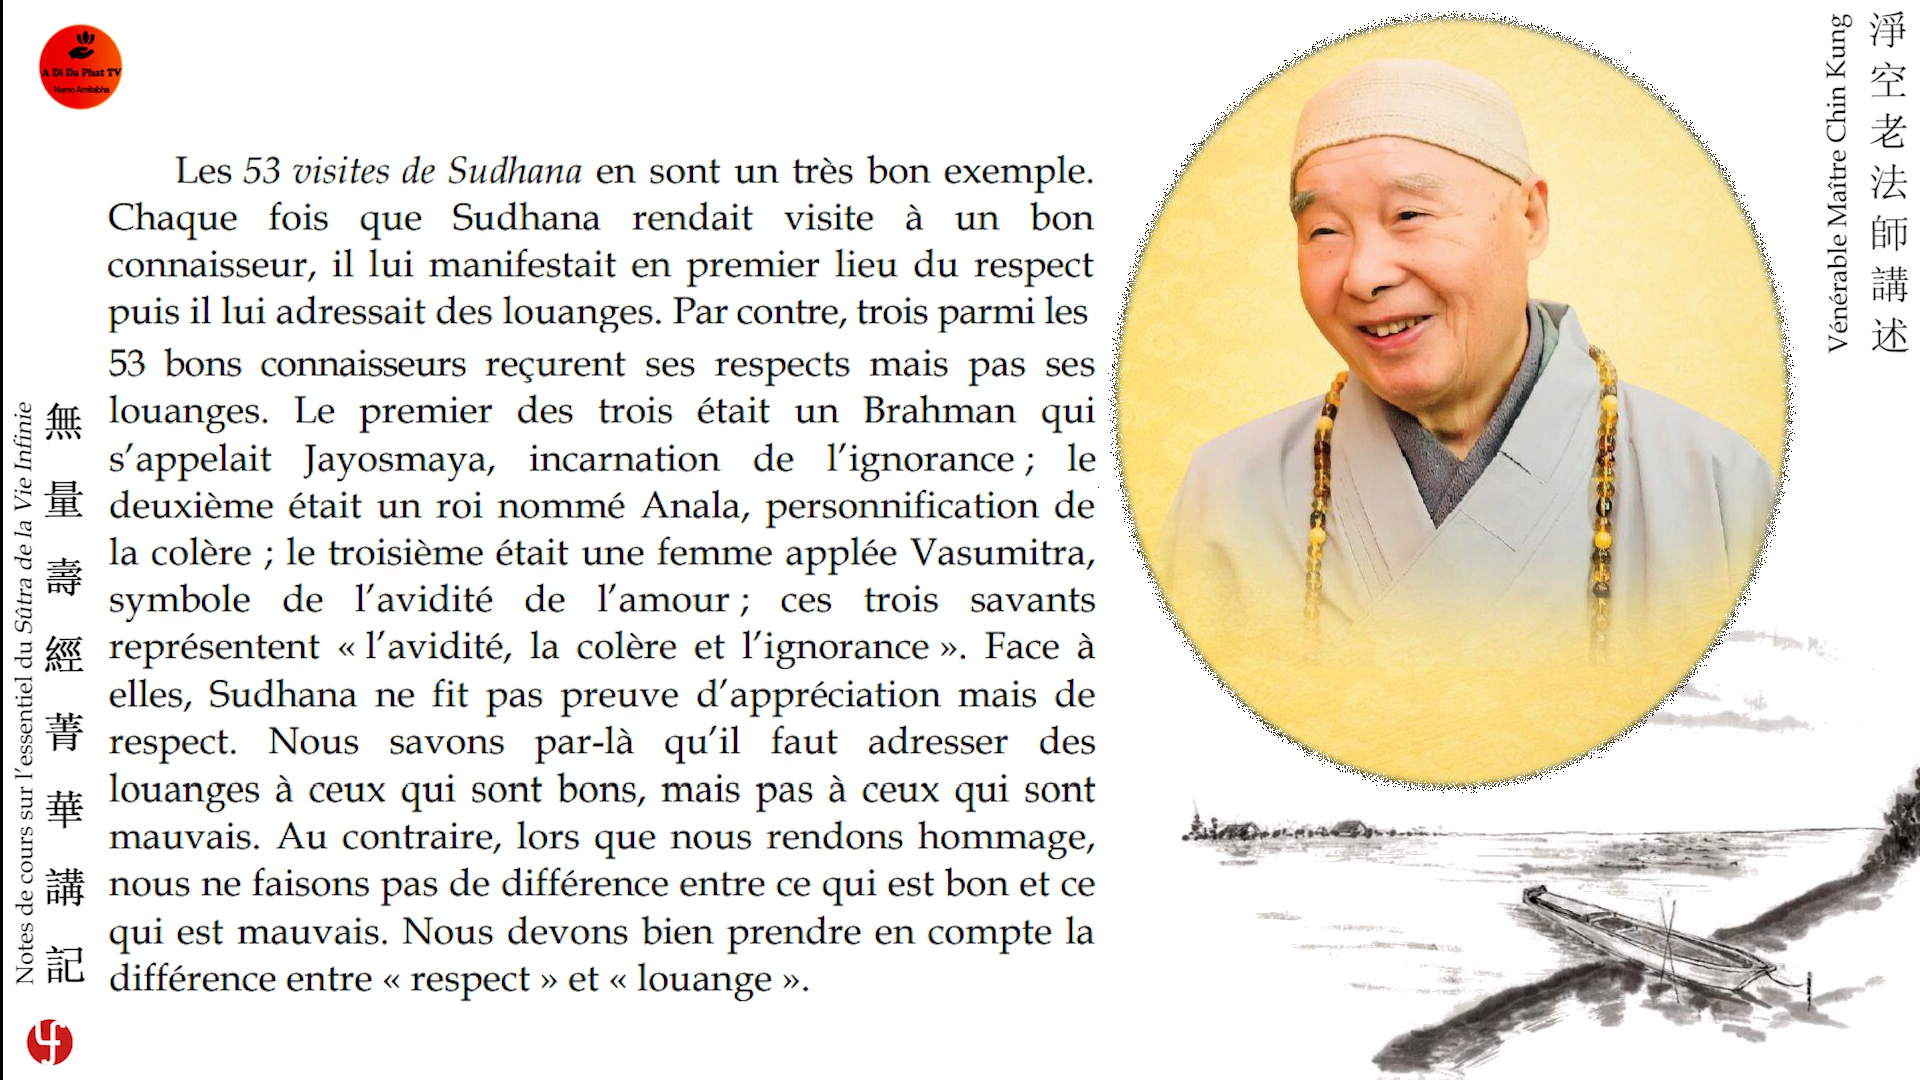 A Di Da Phat TV
Namo Amitabha
Les 53 visites de Sudhana en sont un très bon exemple.
Chaque fois que Sudhana rendait visite à un bon
connaisseur, il lui manifestait en premier lieu du respect
puis il lui adressait des louanges. Par contre, trois parmi les
53 bons connaisseurs reçurent ses respects mais pas ses
louanges. Le premier des trois était un Brahman qui
s’appelait Jayosmaya, incarnation de l’ignorance ; le
deuxième était un roi nommé Anala, personnification de
la colère ; le troisième était une femme applée Vasumitra,
symbole de l’avidité de l’amour ; ces trois savants
représentent « l’avidité, la colère et l’ignorance ». Face à
elles, Sudhana ne fit pas preuve d’appréciation mais de
respect. Nous savons par-là qu’il faut adresser des
louanges à ceux qui sont bons, mais pas à ceux qui sont
mauvais. Au contraire, lors que nous rendons hommage,
nous ne faisons pas de différence entre ce qui est bon et ce
qui est mauvais. Nous devons bien prendre en compte la
différence entre « respect » et « louange ».
Notes de cours sur l’essentiel du Sûtra de la Vie Infinie
無量壽經菁華講記
Vénérable Maître Chin Kung
淨空老法師講述